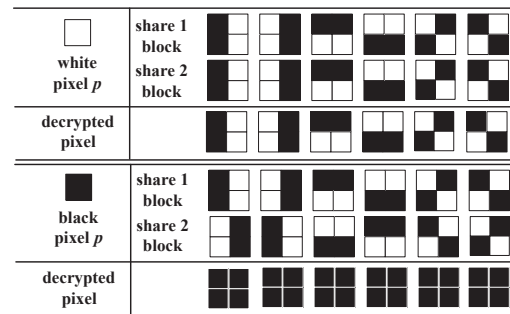 share 1
block
white
pixel p
share 2
block
decrypted
pixel
share 1
block
black
pixel p
share 2
block
decrypted
pixel